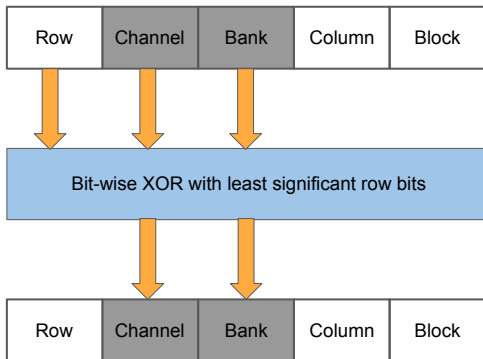 Row Channel Bank Column Block
Bit-wise XOR with least significant row bits
Row Channel Bank Column Block